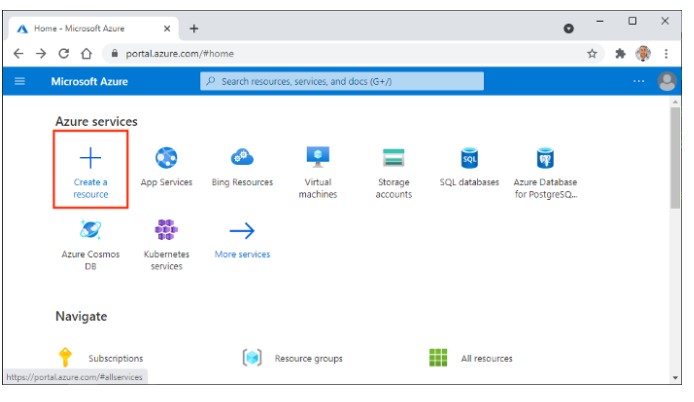 Home - Microsoft Azure
portal.azure.com/#home
Microsoft Azure
Search resources, services, and docs (G+/)
Azure services
Create a
resource
App Services
Bing Resources
Virtual
machines
Storage
accounts
SQL
SQL databases
Azure Database
for PostgreSQ...
Azure Cosmos
DB
Kubernetes
services
More services
Navigate
Subscriptions
Resource groups
All resources
https://portal.azure.com/#allservices